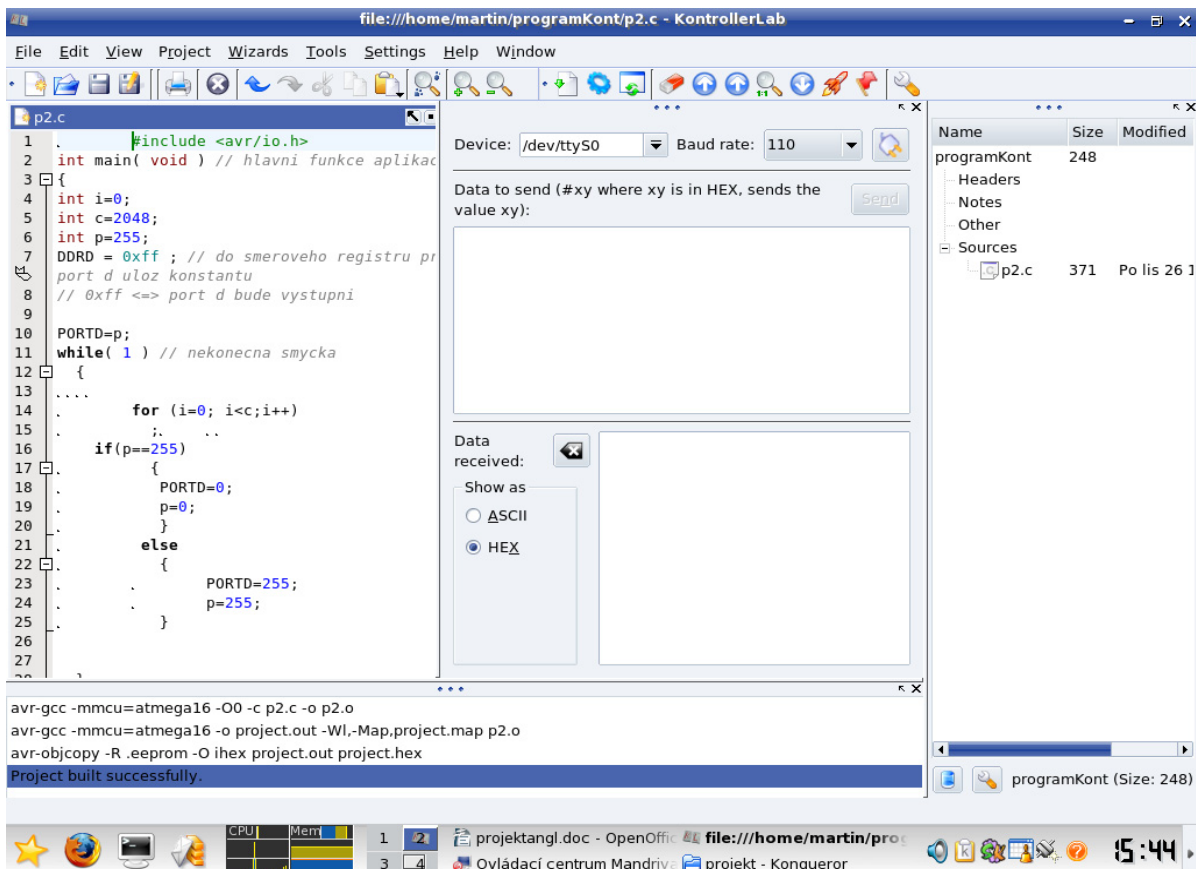 file:///home/martin/programKont/p2.c - KontrollerLab
File Edit View Project Wizards Tools Settings Help Window
p2.c
1 #include <avr/io.h>
2 int main( void ) // hlavni funkce aplikac
3 {
4 int i=0;
5 int c=2048;
6 int p=255;
7 DDRD = 0xff ; // do smeroveho registru pr
port d uloz konstantu
8 // 0xff <=> port d bude vystupni
9
10 PORTD=p;
11 while( 1 ) // nekonecna smycka
12 {
13 ....
14 . for (i=0; i<c;i++)
15 . ;. ..
16 if(p==255)
17 . {
18 . PORTD=0;
19 . p=0;
20 . }
21 . else
22 . {
23 . . PORTD=255;
24 . . p=255;
25 . }
26
27
Device: /dev/ttyS0 Baud rate: 110
Data to send (#xy where xy is in HEX, sends the
value xy):
Send
Data
received:
Show as
ASCII
HEX
Name Size Modified
programKont 248
Headers
Notes
Other
Sources
p2.c 371 Po lis 26 1
avr-gcc -mmcu=atmega16 -O0 -c p2.c -o p2.o
avr-gcc -mmcu=atmega16 -o project.out -Wl,-Map,project.map p2.o
avr-objcopy -R .eeprom -O ihex project.out project.hex
Project built successfully.
programKont (Size: 248)
CPU Mem
1 2
3 4
projektangl.doc - OpenOffic
file:///home/martin/pro
Ovládací centrum Mandriva
projekt - Konqueror
15:44